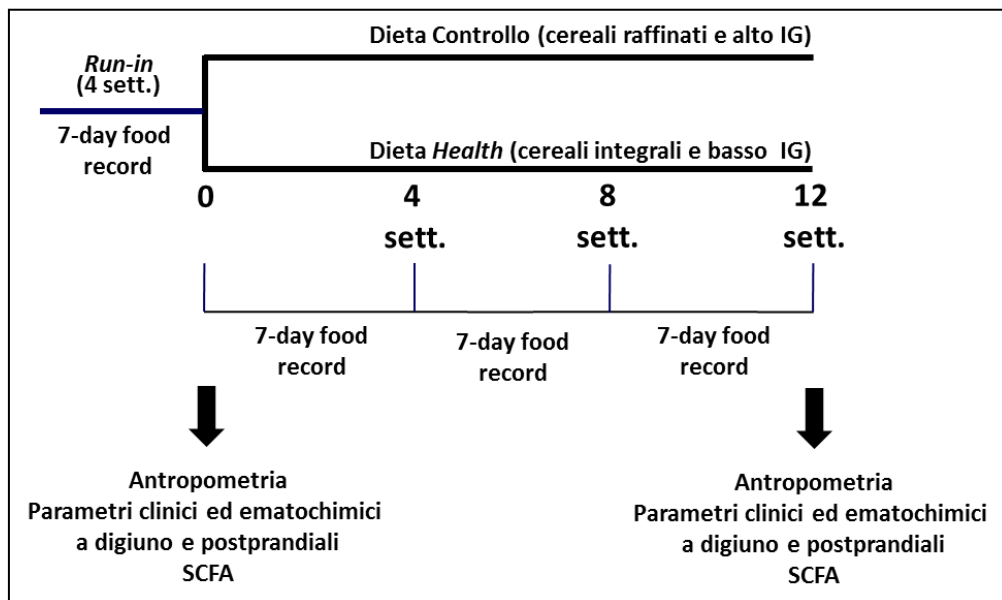 Dieta Controllo (cereali raffinati e alto IG)
Run-in
(4 sett.)
7-day food
record
Dieta Health (cereali integrali e basso IG)
0
4
sett.
8
sett.
12
sett.
7-day food
record
7-day food
record
7-day food
record
Antropometria
Parametri clinici ed ematochimici
a digiuno e postprandiali
SCFA
Antropometria
Parametri clinici ed ematochimici
a digiuno e postprandiali
SCFA